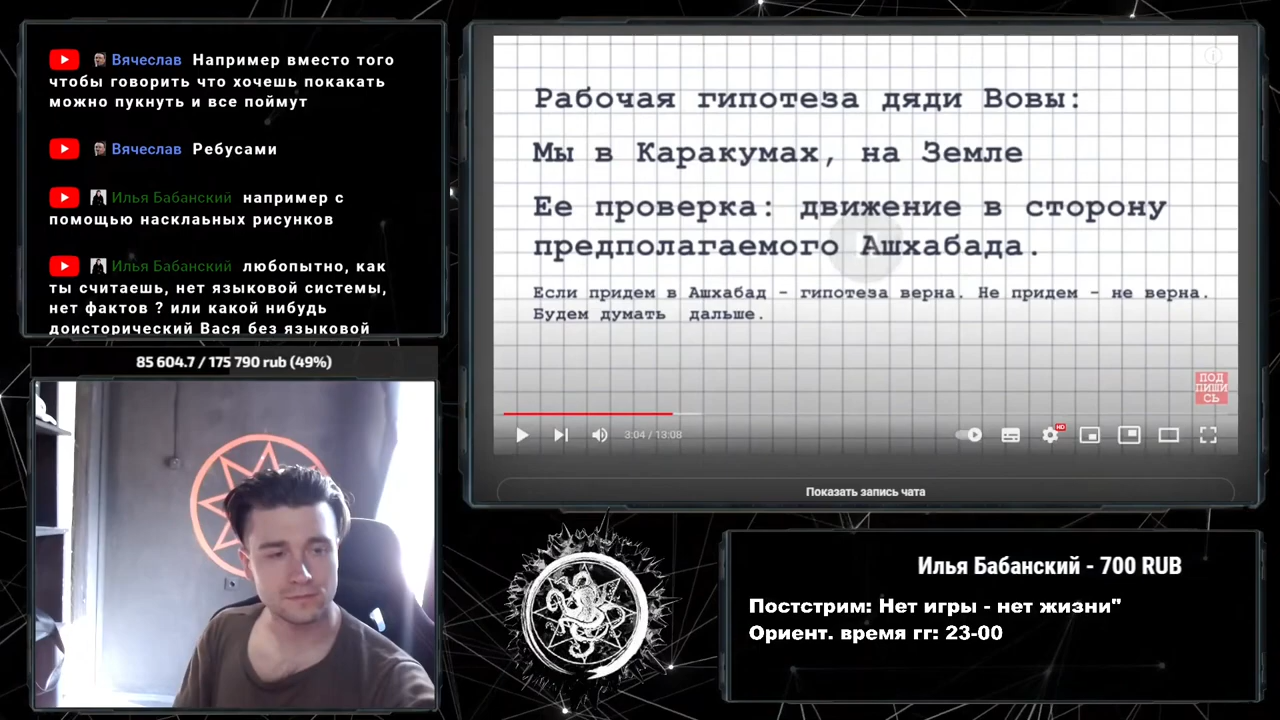 Вячеслав Например вместо того
чтобы говорить что хочешь покакать
можно пукнуть и все поймут
Вячеслав Ребусами
Илья Бабанский например с
помощью наскльаных рисунков
Илья Бабанский любопытно, как
ты считаешь, нет языковой системы,
нет фактов ? или какой нибудь
доисторический Вася без языковой
85 604.7 / 175 790 rub (49%)
Рабочая гипотеза дяди Вовы:
Мы в Каракумах, на Земле
Ее проверка: движение в сторону
предполагаемого Ашхабада.
Если придем в Ашхабад - гипотеза верна. Не придем - не верна.
Будем думать дальше.
ПОД
ПИШИ
СЬ
3:04 / 13:08
HD
Показать запись чата
Илья Бабанский - 700 RUB
Постстрим: Нет игры - нет жизни"
Ориент. время гг: 23-00